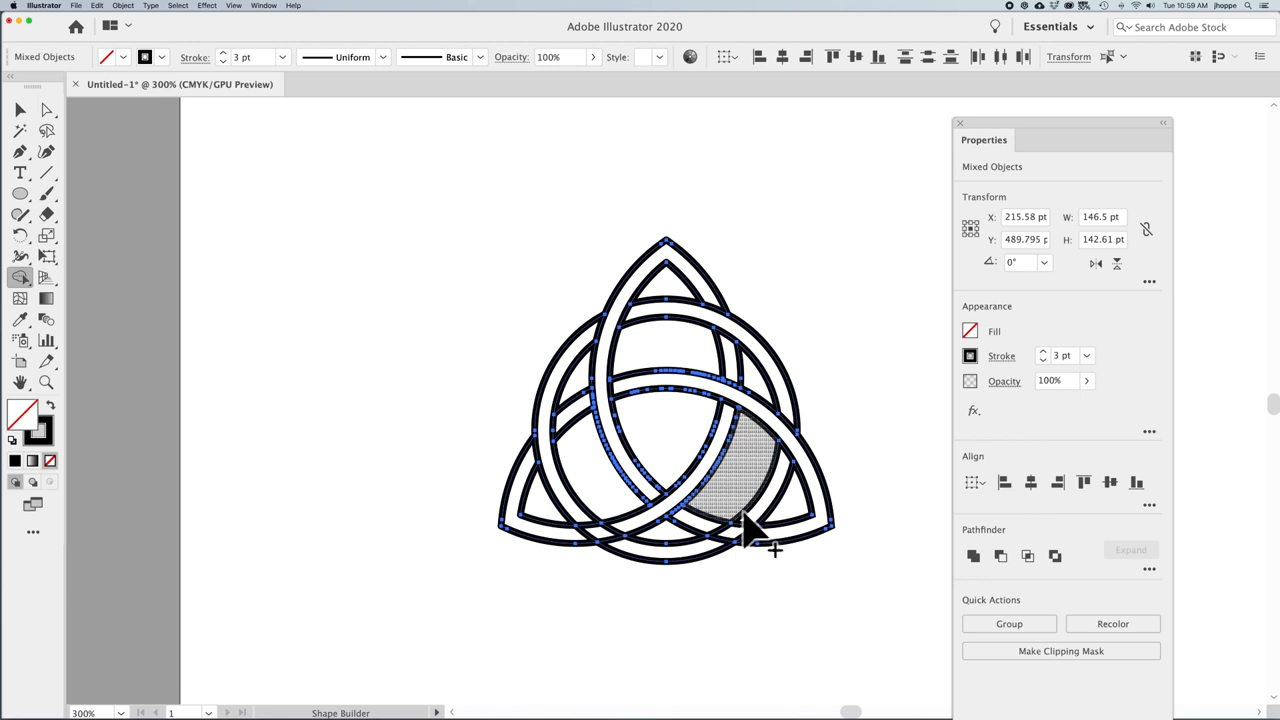 Illustrator File Edit Object Type Select Effect View Window Help
Tue 10:59 AM jhoppe
Adobe Illustrator 2020
Essentials
Search Adobe Stock
Mixed Objects Stroke: 3 pt Uniform Basic Opacity: 100% Style: Transform
Untitled-1* @ 300% (CMYK/GPU Preview)
Properties
Mixed Objects
Transform
X: 215.58 pt W: 146.5 pt
Y: 489.795 p H: 142.61 pt
0°
Appearance
Fill
Stroke 3 pt
Opacity 100%
fx.
Align
Pathfinder
Expand
Quick Actions
Group Recolor
Make Clipping Mask
300% 1 Shape Builder